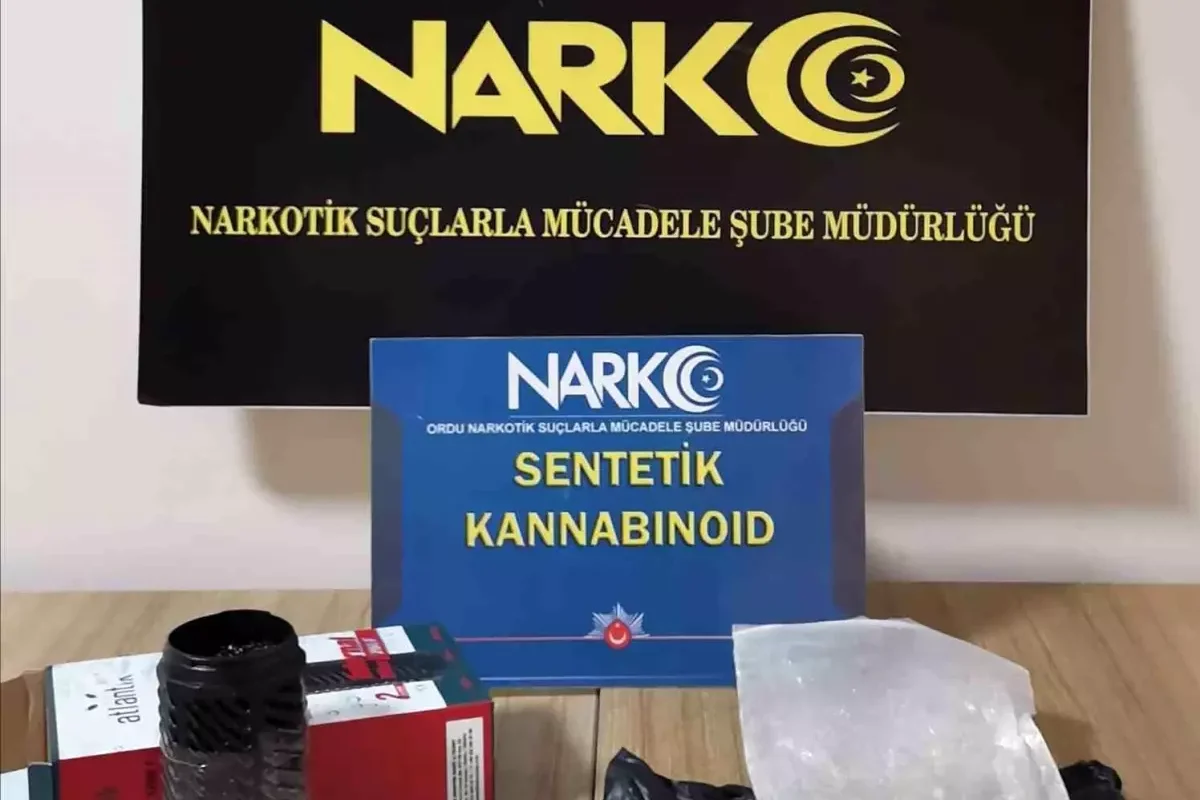 NARKO
NARKOTİK SUÇLARLA MÜCADELE ŞUBE MÜDÜRLÜĞÜ
NARKO
ORDU NARKOTİK SUÇLARLA MÜCADELE ŞUBE MÜDÜRLÜĞÜ
SENTETİK
KANNABINOID
atlantik